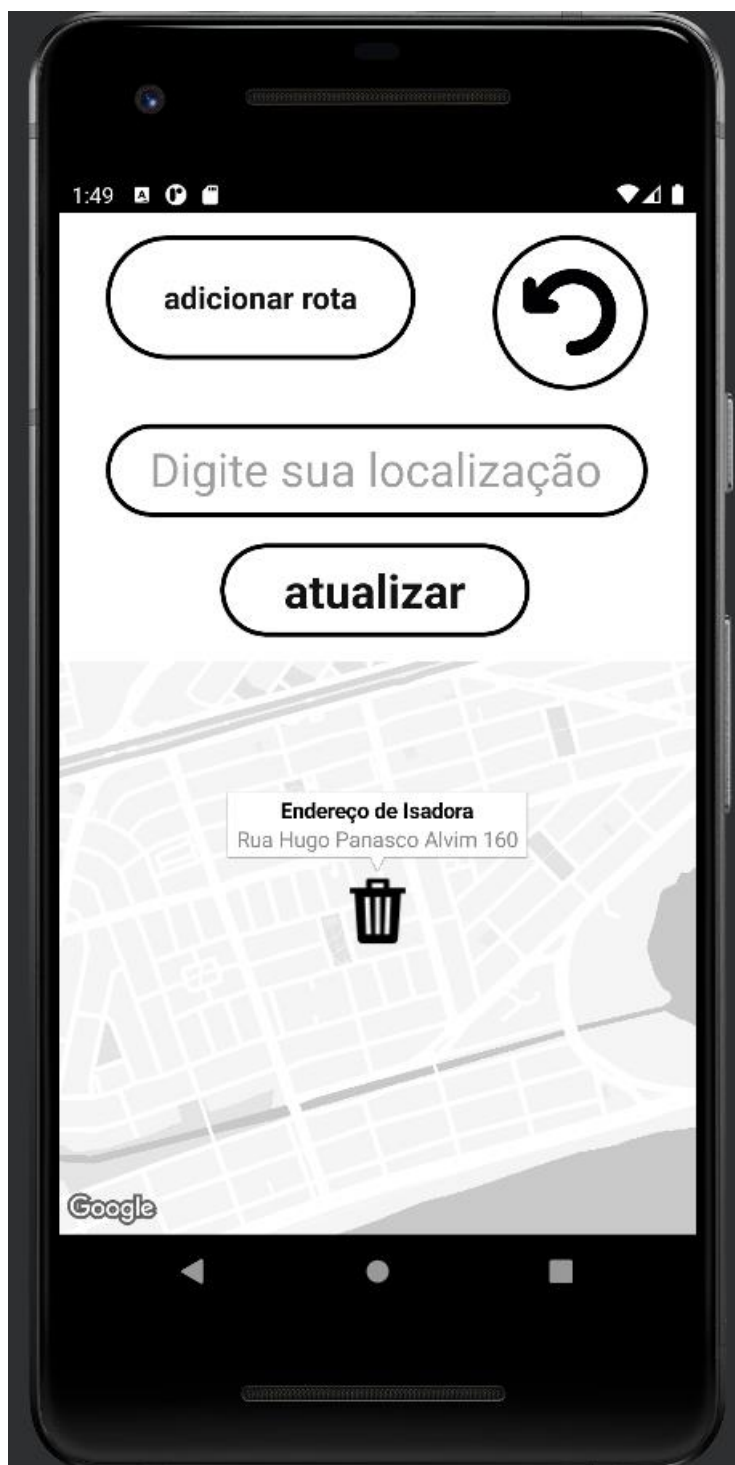 1:49
adicionar rota
Digite sua localização
atualizar
Endereço de Isadora
Rua Hugo Panasco Alvim 160
Google